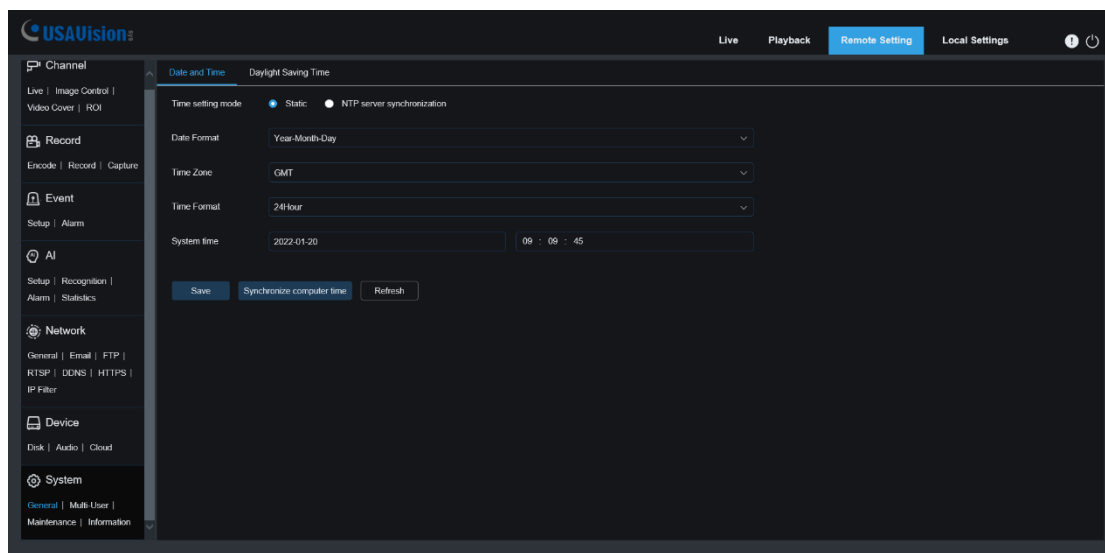 USAVision
Live Playback Remote Setting Local Settings
Channel
Live | Image Control |
Video Cover | ROI
Record
Encode | Record | Capture
Event
Setup | Alarm
AI
Setup | Recognition |
Alarm | Statistics
Network
General | Email | FTP |
RTSP | DDNS | HTTPS |
IP Filter
Device
Disk | Audio | Cloud
System
General | Multi-User |
Maintenance | Information
Date and Time Daylight Saving Time
Time setting mode Static NTP server synchronization
Date Format Year-Month-Day
Time Zone GMT
Time Format 24Hour
System time 2022-01-20 09 : 09 : 45
Save Synchronize computer time Refresh